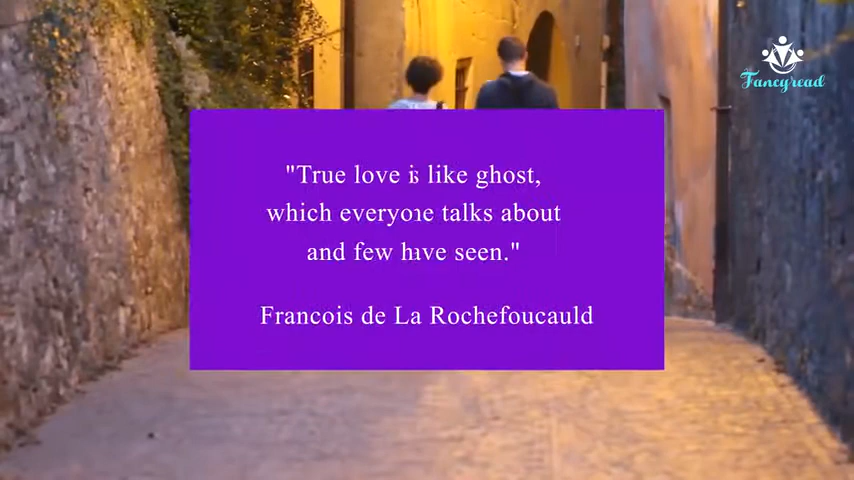 Fancyread
"True love is like ghost,
which everyone talks about
and few have seen."
Francois de La Rochefoucauld